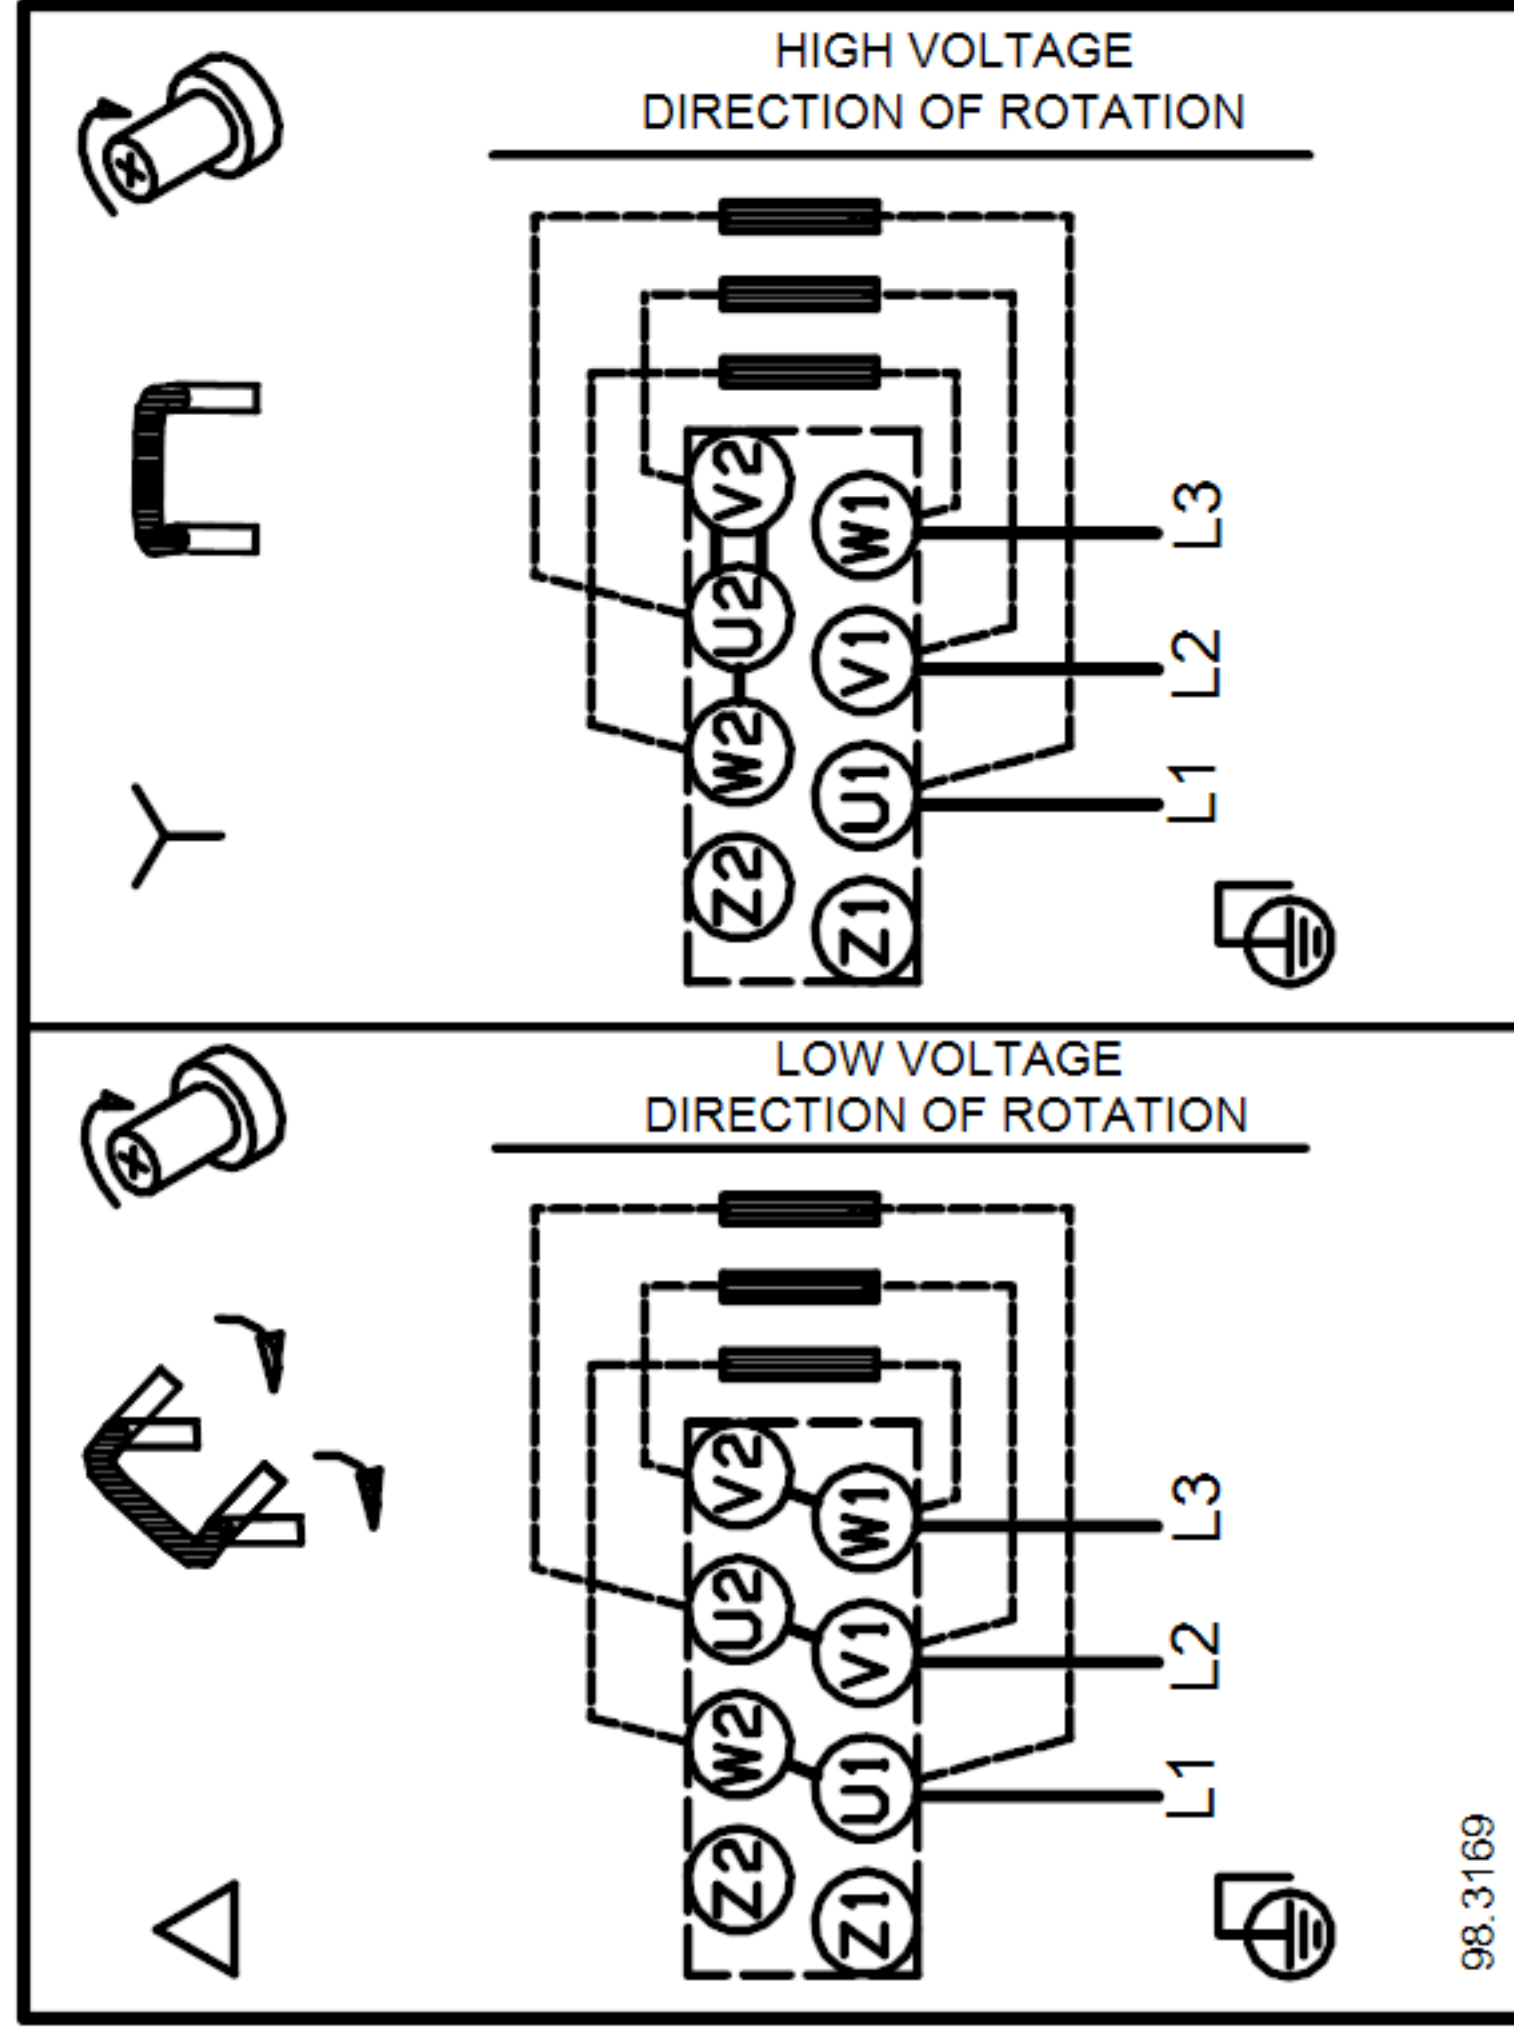 HIGH VOLTAGE
DIRECTION OF ROTATION
V2
W1
L3
U2
V1
L2
W2
U1
L1
Z2
Z1
LOW VOLTAGE
DIRECTION OF ROTATION
V2
W1
L3
U2
V1
L2
W2
U1
L1
Z2
Z1
98.3169